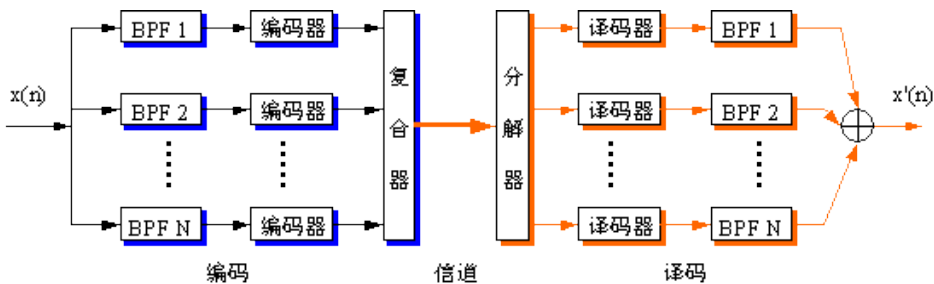 x(n)
BPF 1
编码器
BPF 2
编码器
BPF N
编码器
复合器
分解器
译码器
BPF 1
译码器
BPF 2
译码器
BPF N
x'(n)
编码
信道
译码